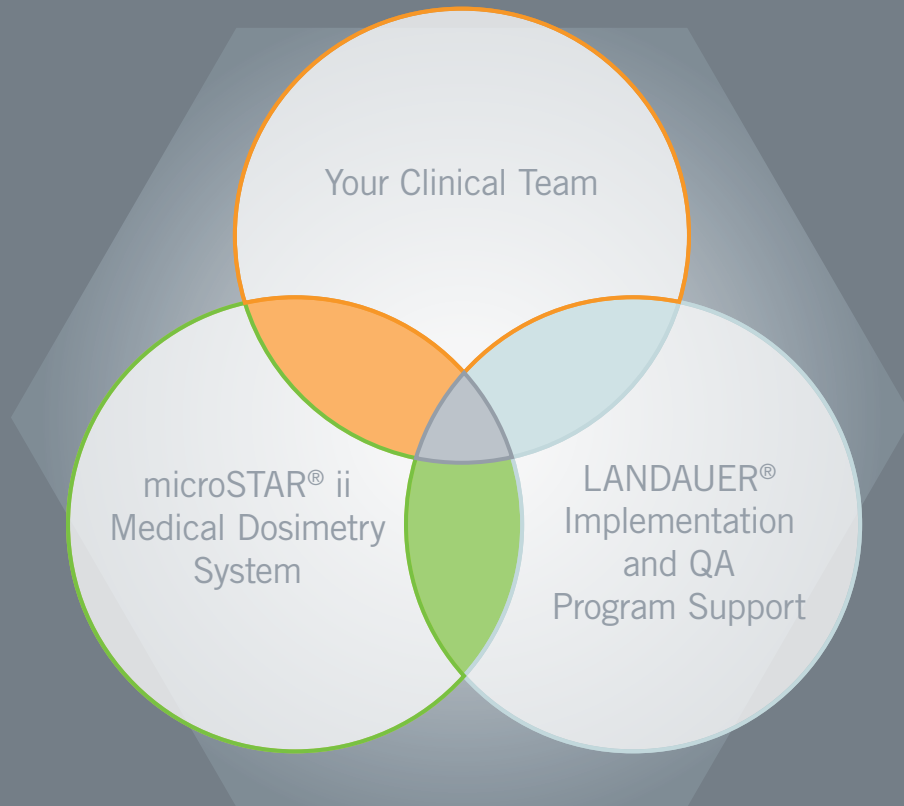 Your Clinical Team
microSTAR® ii
Medical Dosimetry
System
LANDAUER®
Implementation
and QA
Program Support